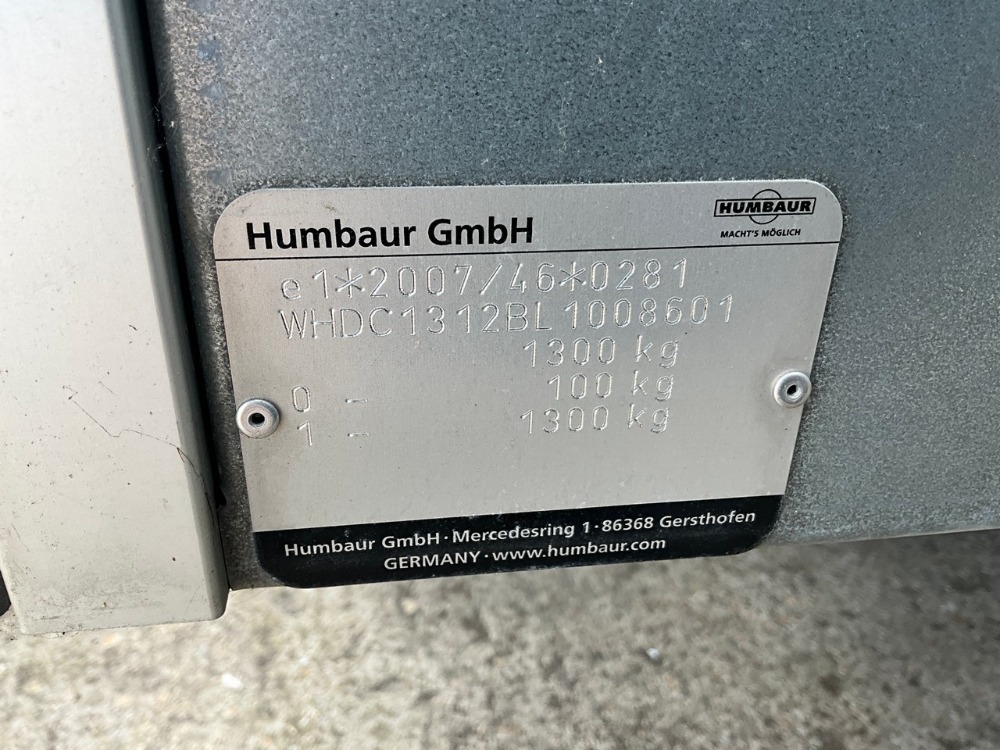 Humbaur GmbH
HUMBAUR
MACHT'S MÖGLICH
e1*2007/46*0281
WHDC1312BL1008601
1300 kg
0 - 100 kg
1 - 1300 kg
Humbaur GmbH · Mercedesring 1 · 86368 Gersthofen
GERMANY · www.humbaur.com